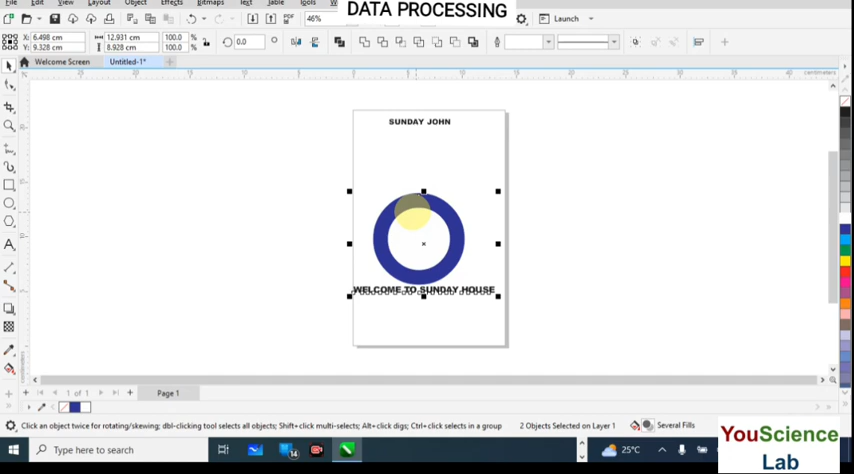 DATA PROCESSING
File Edit View Layout Object Effects Bitmaps Text Table Tools
PDF 46% Launch
X: 6.498 cm 12.931 cm 100.0 % 0.0 °
Y: 9.328 cm 8.928 cm 100.0 %
Welcome Screen Untitled-1*
centimeters
SUNDAY JOHN
WELCOME TO SUNDAY HOUSE
1 of 1 Page 1
Click an object twice for rotating/skewing; dbl-clicking tool selects all objects; Shift+click multi-selects; Alt+click digs; Ctrl+click selects in a group 2 Objects Selected on Layer 1 Several Fills
Type here to search 14 25°C
YouScience
Lab